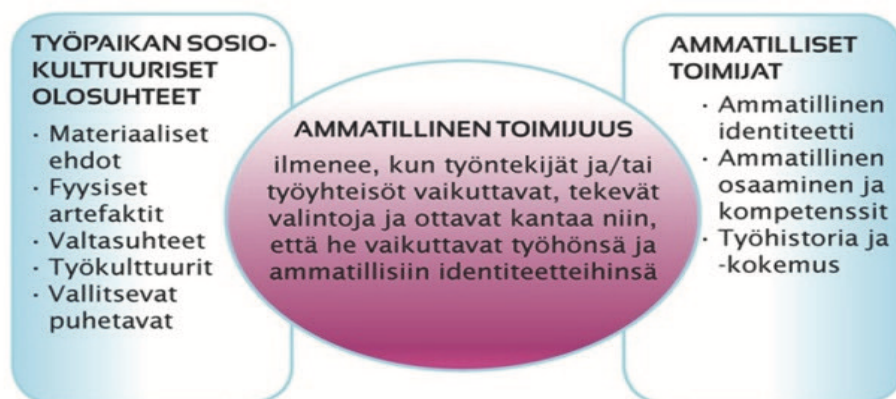 TYÖPAIKAN SOSIO-
KULTTUURISET
OLOSUHTEET
· Materiaaliset
ehdot
· Fyysiset
artefaktit
· Valtasuhteet
· Työkulttuurit
· Vallitsevat
puhetavat
AMMATILLINEN TOIMIJUUS
ilmenee, kun työntekijät ja/tai
työyhteisöt vaikuttavat, tekevät
valintoja ja ottavat kantaa niin,
että he vaikuttavat työhönsä ja
ammatillisiin identiteetteihinsä
AMMATILLISET
TOIMIJAT
· Ammatillinen
identiteetti
· Ammatillinen
osaaminen ja
kompetenssit
· Työhistoria ja
-kokemus